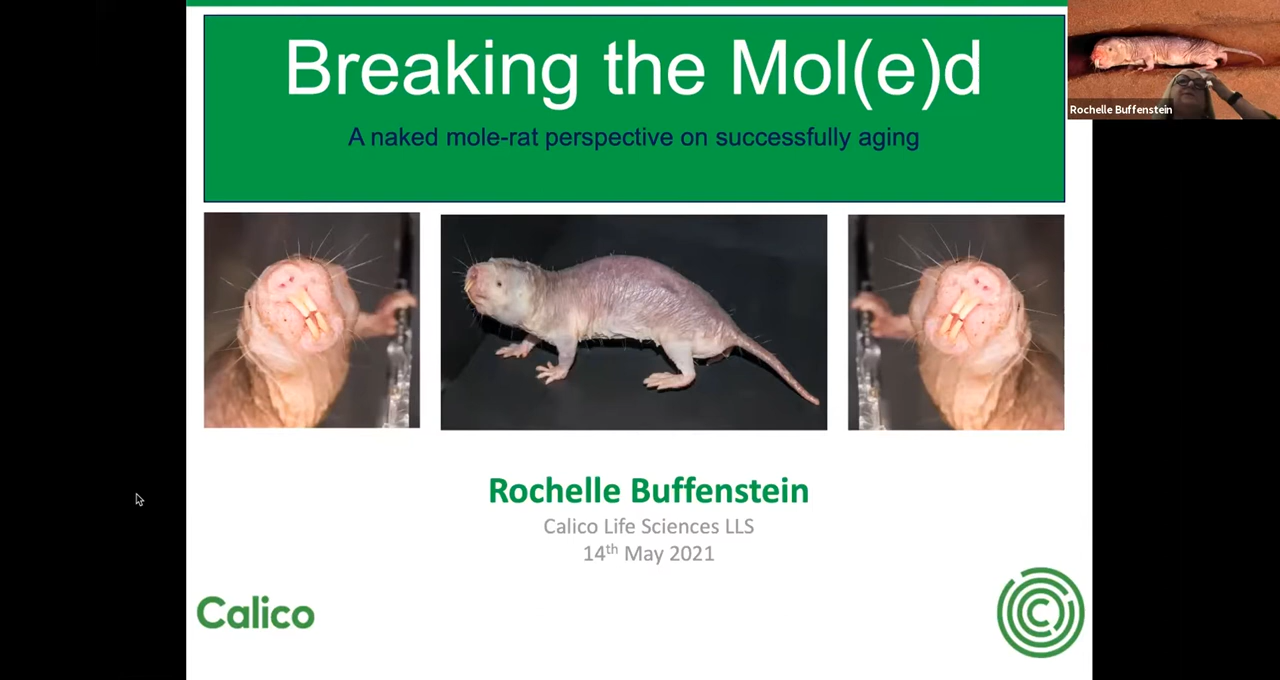 Breaking the Mol(e)d
A naked mole-rat perspective on successfully aging
Rochelle Buffenstein
Rochelle Buffenstein
Calico Life Sciences LLS
14th May 2021
Calico